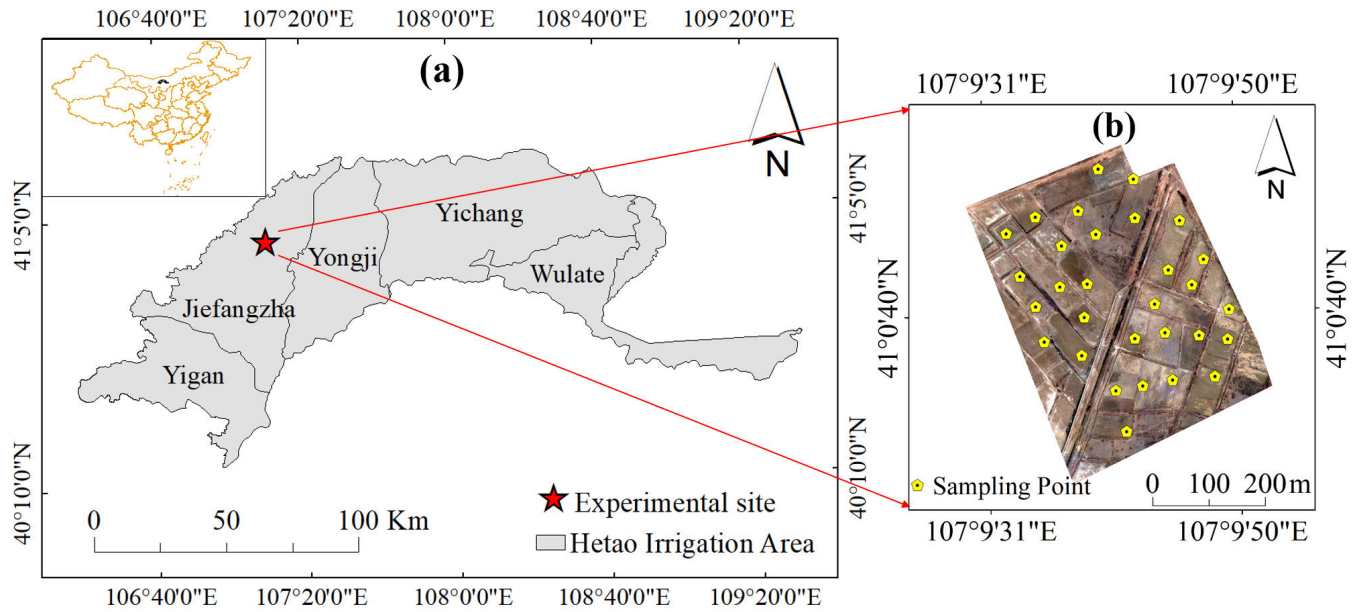 106°40'0"E 107°20'0"E 108°0'0"E 108°40'0"E 109°20'0"E
(a)
N
41°5'0"N
41°5'0"N
Yichang
Yongji
Wulate
Jiefangzha
Yigan
40°10'0"N
40°10'0"N
Experimental site
Hetao Irrigation Area
0 50 100 Km
106°40'0"E 107°20'0"E 108°0'0"E 108°40'0"E 109°20'0"E
107°9'31"E 107°9'50"E
(b)
N
41°0'40"N
41°0'40"N
Sampling Point
0 100 200m
107°9'31"E 107°9'50"E